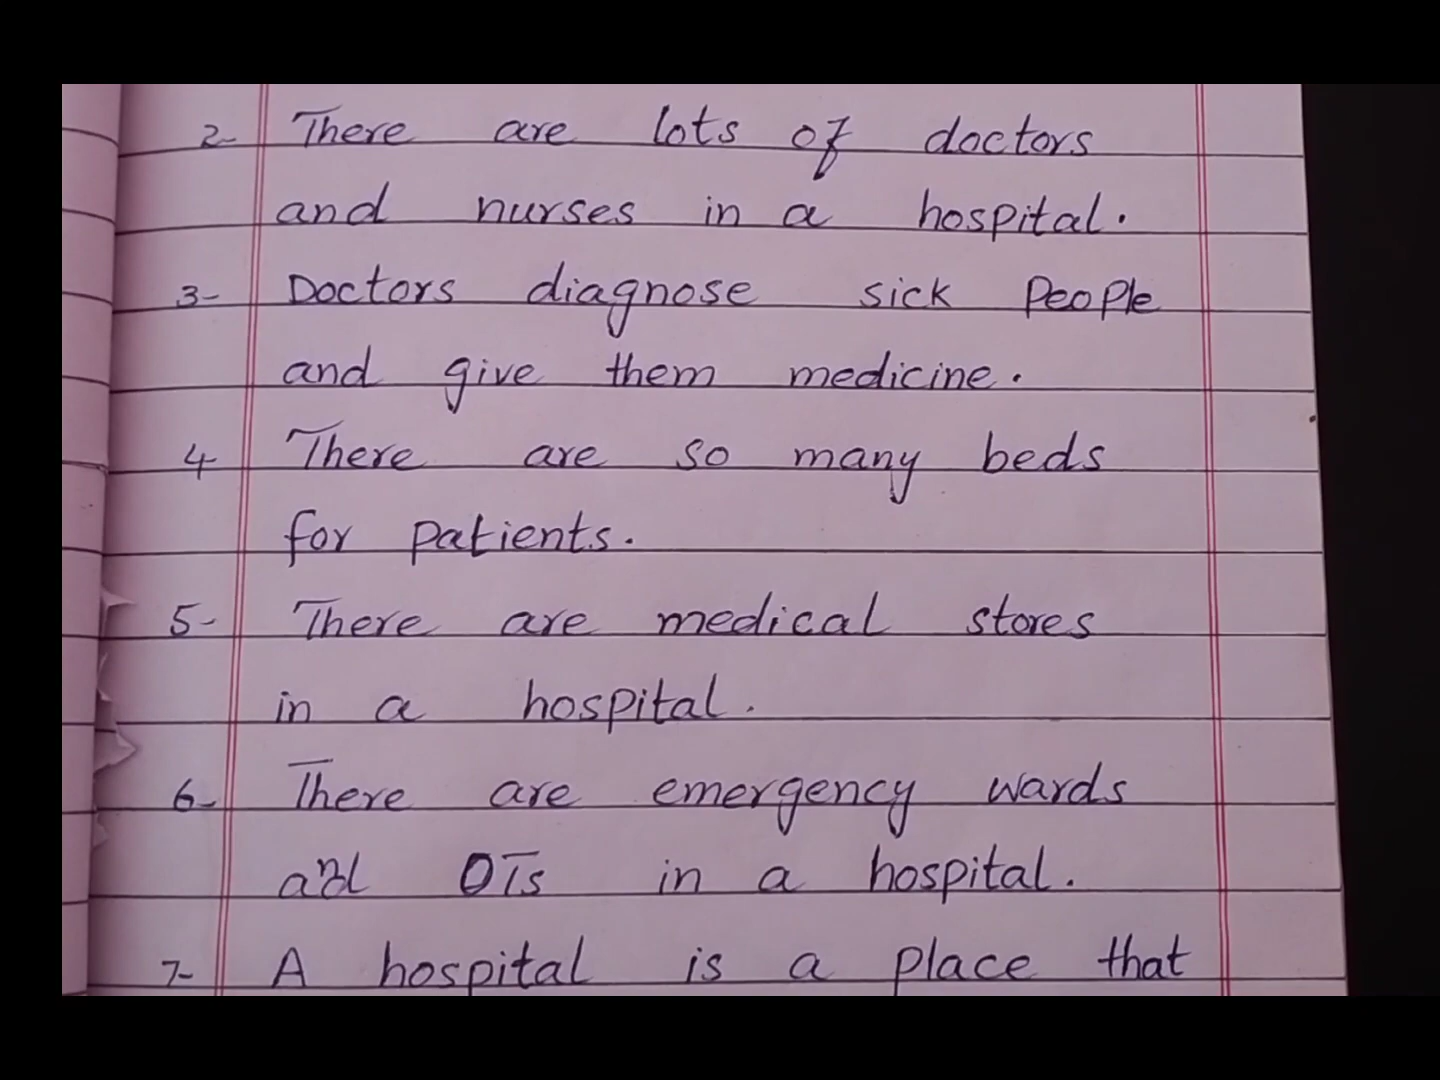 2- There are lots of doctors
and nurses in a hospital.
3- Doctors diagnose sick People
and give them medicine.
4- There are so many beds
for patients.
5- There are medical stores
in a hospital.
6- There are emergency wards
and OTs in a hospital.
7- A hospital is a place that